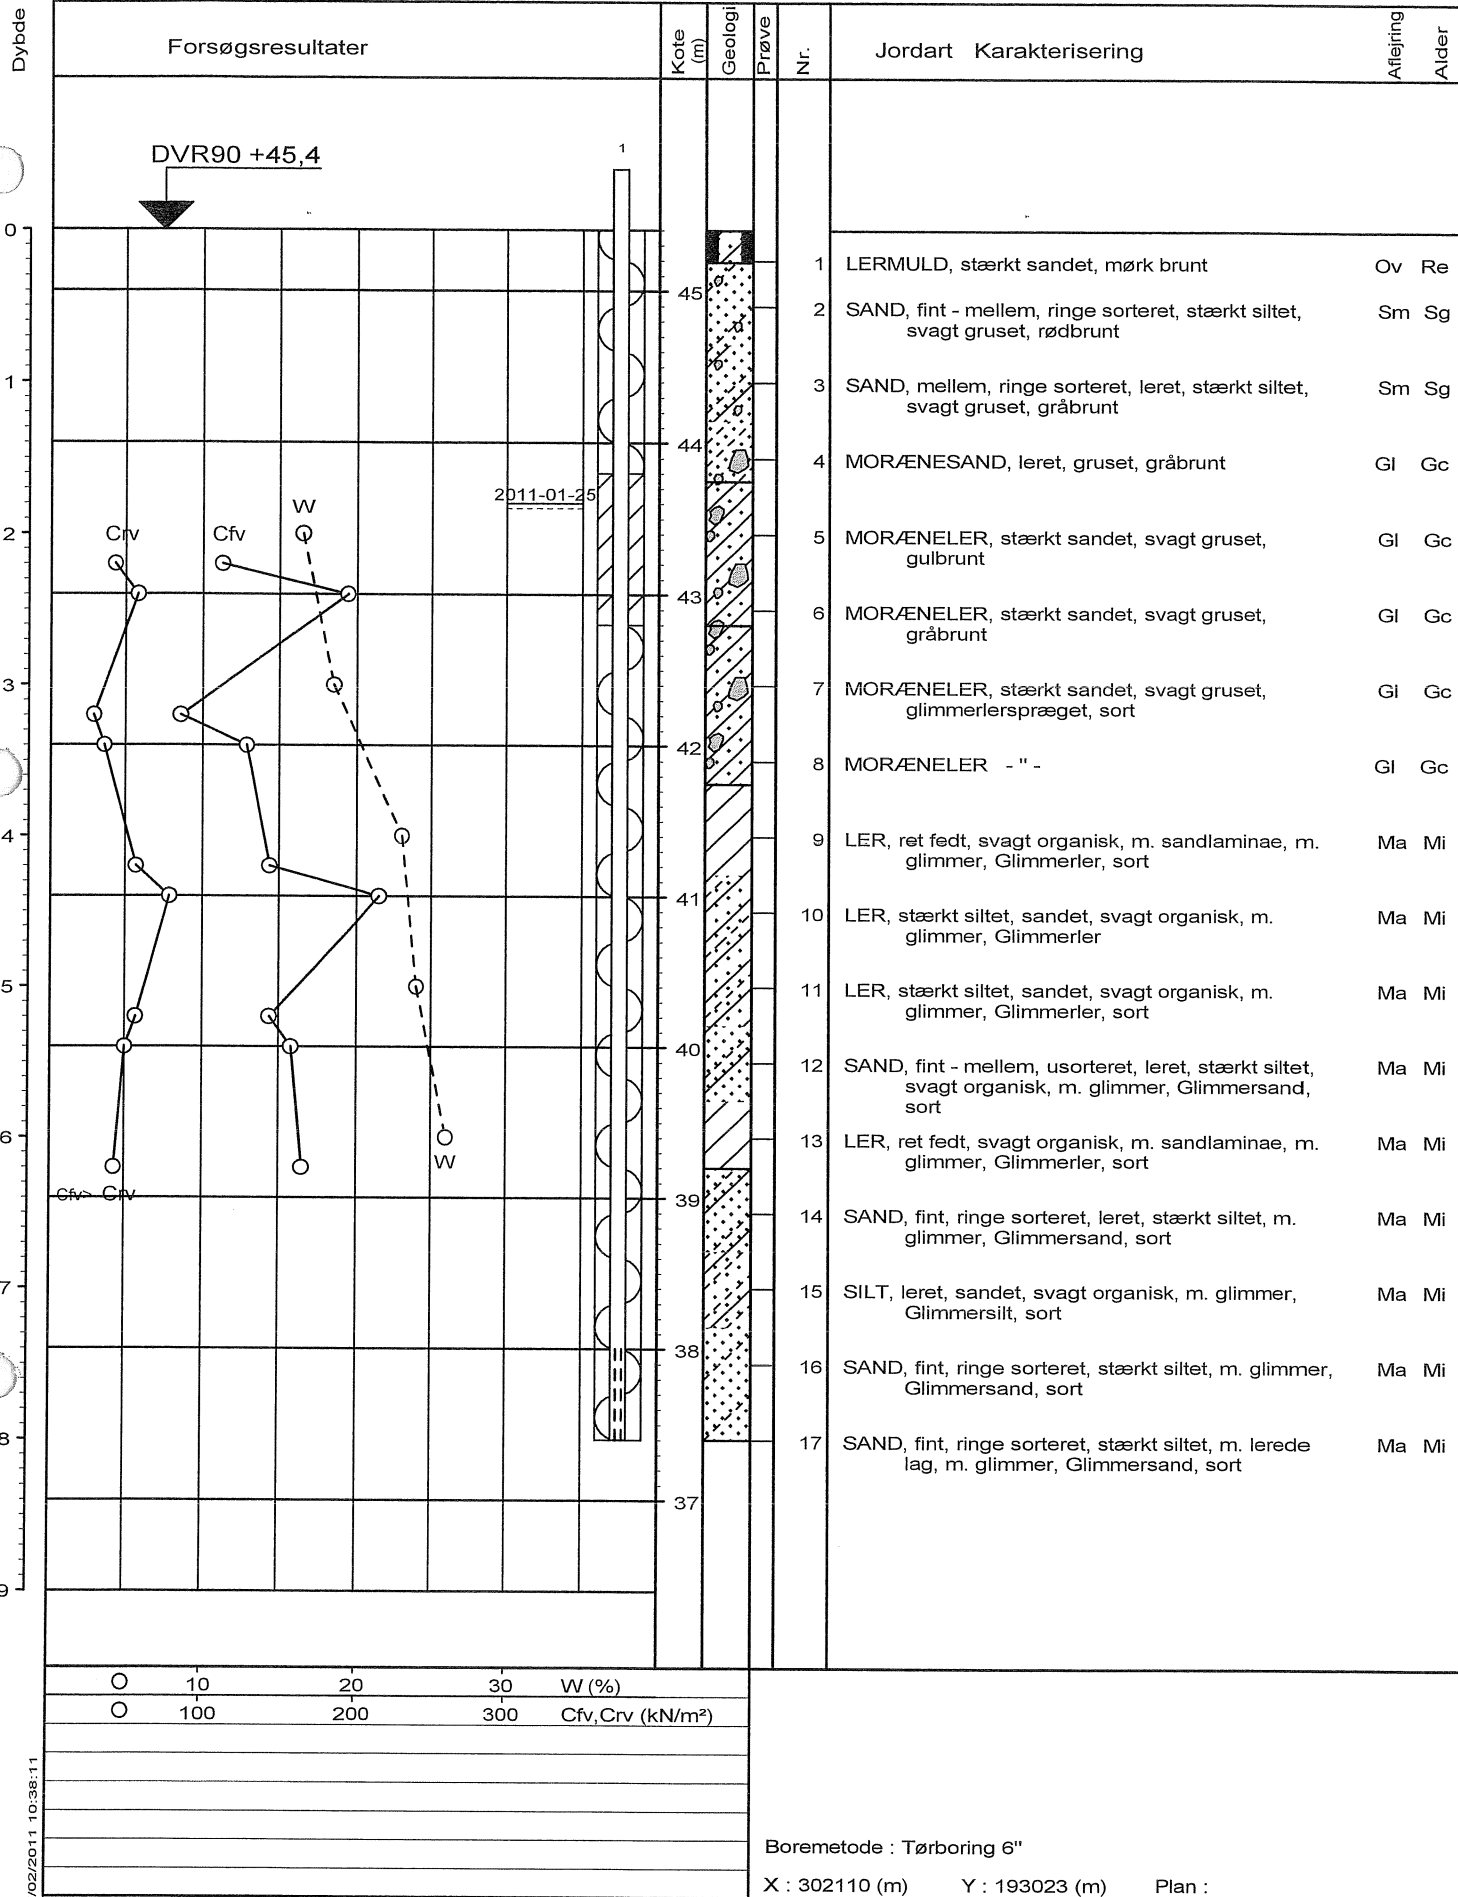 Dybde
Forsøgsresultater
Kote (m)
Geologi
Prøve
Nr.
Jordart Karakterisering
Aflejring
Alder
DVR90 +45,4
1
0
1
2
3
4
5
6
7
8
9
45
44
43
42
41
40
39
38
37
2011-01-25
W
Crv
Cfv
W
Cfv> Crv
1 LERMULD, stærkt sandet, mørk brunt Ov Re
2 SAND, fint - mellem, ringe sorteret, stærkt siltet, Sm Sg
svagt gruset, rødbrunt
3 SAND, mellem, ringe sorteret, leret, stærkt siltet, Sm Sg
svagt gruset, gråbrunt
4 MORÆNESAND, leret, gruset, gråbrunt Gl Gc
5 MORÆNELER, stærkt sandet, svagt gruset, Gl Gc
gulbrunt
6 MORÆNELER, stærkt sandet, svagt gruset, Gl Gc
gråbrunt
7 MORÆNELER, stærkt sandet, svagt gruset, Gl Gc
glimmerlerspræget, sort
8 MORÆNELER - " - Gl Gc
9 LER, ret fedt, svagt organisk, m. sandlaminae, m. Ma Mi
glimmer, Glimmerler, sort
10 LER, stærkt siltet, sandet, svagt organisk, m. Ma Mi
glimmer, Glimmerler
11 LER, stærkt siltet, sandet, svagt organisk, m. Ma Mi
glimmer, Glimmerler, sort
12 SAND, fint - mellem, usorteret, leret, stærkt siltet, Ma Mi
svagt organisk, m. glimmer, Glimmersand,
sort
13 LER, ret fedt, svagt organisk, m. sandlaminae, m. Ma Mi
glimmer, Glimmerler, sort
14 SAND, fint, ringe sorteret, leret, stærkt siltet, m. Ma Mi
glimmer, Glimmersand, sort
15 SILT, leret, sandet, svagt organisk, m. glimmer, Ma Mi
Glimmersilt, sort
16 SAND, fint, ringe sorteret, stærkt siltet, m. glimmer, Ma Mi
Glimmersand, sort
17 SAND, fint, ringe sorteret, stærkt siltet, m. lerede Ma Mi
lag, m. glimmer, Glimmersand, sort
10 20 30 W (%)
100 200 300 Cfv,Crv (kN/m²)
/02/2011 10:38:11
Boremetode : Tørboring 6"
X : 302110 (m) Y : 193023 (m) Plan :